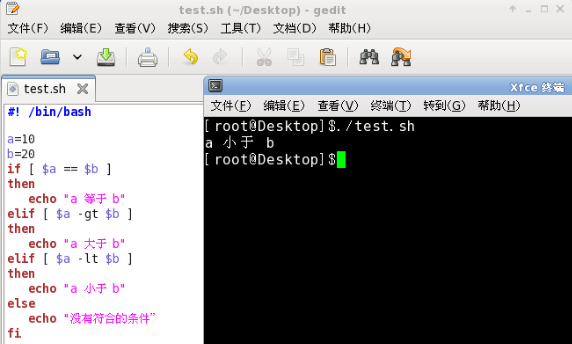 test.sh (~/Desktop) - gedit
文件(F) 编辑(E) 查看(V) 搜索(S) 工具(T) 文档(D) 帮助(H)
test.sh
#! /bin/bash
a=10
b=20
if [ $a == $b ]
then
echo "a 等于 b"
elif [ $a -gt $b ]
then
echo "a 大于 b"
elif [ $a -lt $b ]
then
echo "a 小于 b"
else
echo "没有符合的条件"
fi
Xfce 终端
文件(F) 编辑(E) 查看(V) 终端(T) 转到(G) 帮助(H)
[root@Desktop]$./test.sh
a 小于 b
[root@Desktop]$